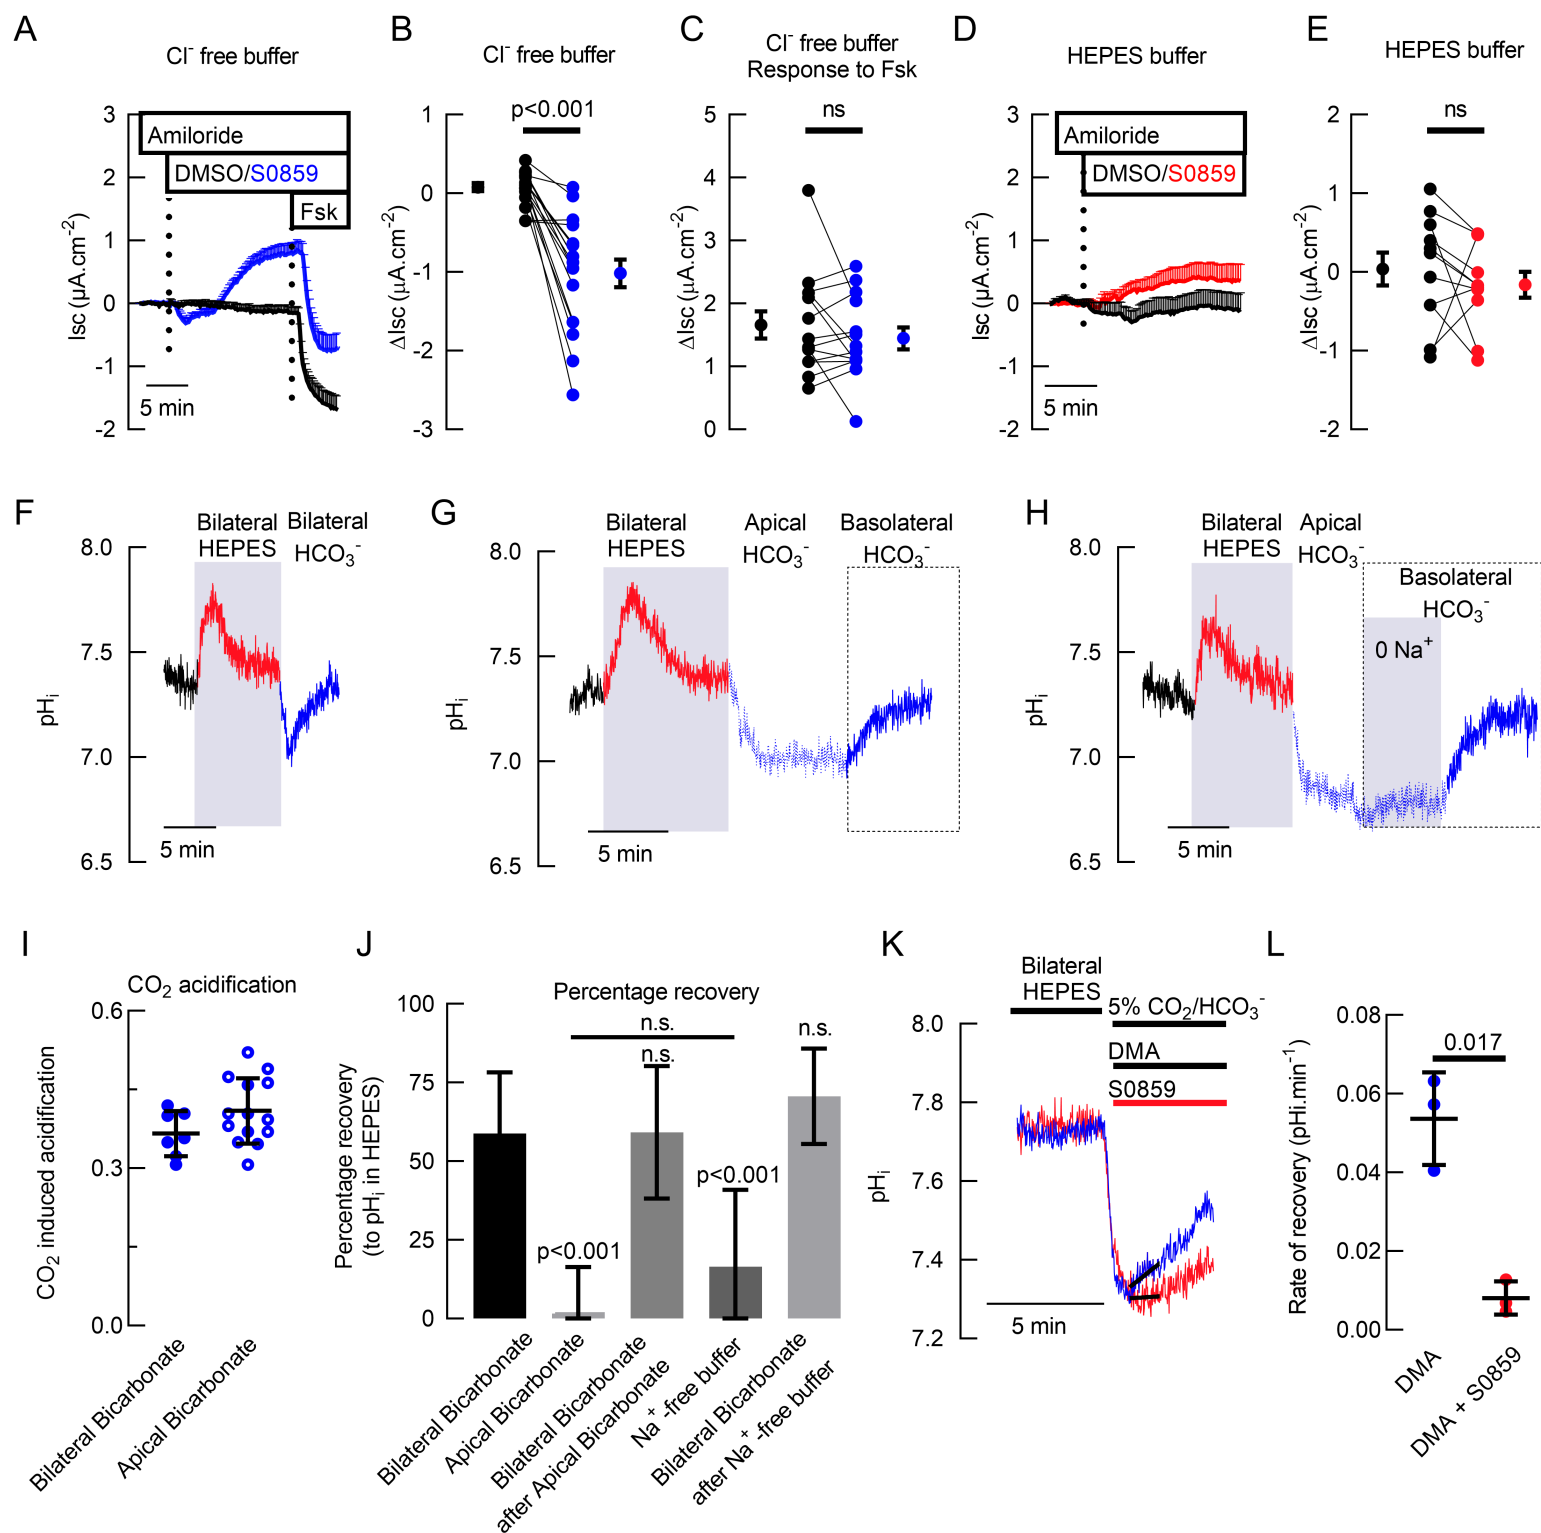 A
Cl⁻ free buffer
3
2
1
0
-1
-2
Isc (µA.cm⁻²)
Amiloride
DMSO/S0859
Fsk
5 min
B
Cl⁻ free buffer
p<0.001
1
0
-1
-2
-3
ΔIsc (µA.cm⁻²)
C
Cl⁻ free buffer
Response to Fsk
ns
5
4
3
2
1
0
ΔIsc (µA.cm⁻²)
D
HEPES buffer
3
2
1
0
-1
-2
Isc (µA.cm⁻²)
Amiloride
DMSO/S0859
5 min
E
HEPES buffer
ns
2
1
0
-1
-2
ΔIsc (µA.cm⁻²)
F
Bilateral
HEPES
Bilateral
HCO₃⁻
8.0
7.5
7.0
6.5
pHᵢ
5 min
G
Bilateral
HEPES
Apical
HCO₃⁻
Basolateral
HCO₃⁻
8.0
7.5
7.0
6.5
pHᵢ
5 min
H
Bilateral
HEPES
Apical
HCO₃⁻
Basolateral
HCO₃⁻
0 Na⁺
8.0
7.5
7.0
6.5
pHᵢ
5 min
I
CO₂ acidification
0.6
0.3
0.0
CO₂ induced acidification
Bilateral Bicarbonate
Apical Bicarbonate
J
Percentage recovery
n.s.
n.s.
n.s.
p<0.001
p<0.001
100
75
50
25
0
Percentage recovery
(to pHᵢ in HEPES)
Bilateral Bicarbonate
Apical Bicarbonate
Bilateral Bicarbonate
after Apical Bicarbonate
Na⁺-free buffer
Bilateral Bicarbonate
after Na⁺-free buffer
K
Bilateral
HEPES
5% CO₂/HCO₃⁻
DMA
S0859
8.0
7.8
7.6
7.4
7.2
pHᵢ
5 min
L
0.017
0.08
0.06
0.04
0.02
0.00
Rate of recovery (pHi.min⁻¹)
DMA
DMA + S0859